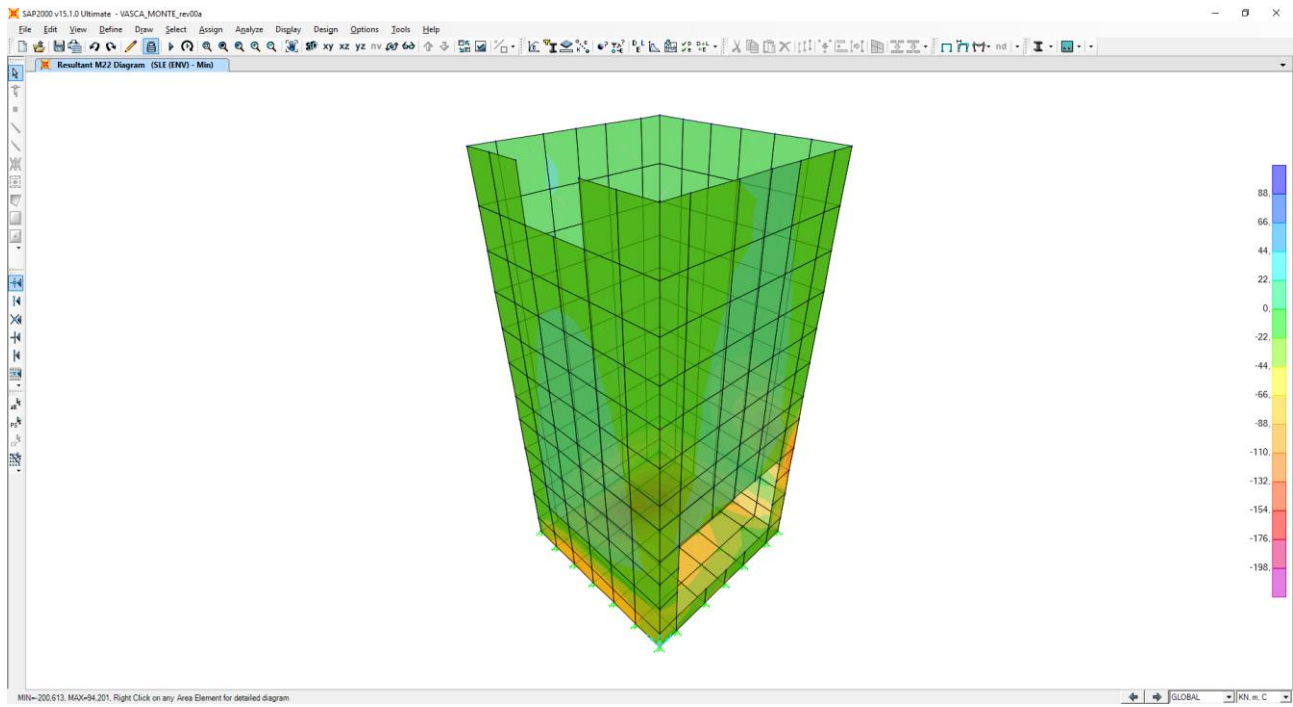 SAP2000 v15.1.0 Ultimate - VASCA_MONTE_rev00a
File Edit View Define Draw Select Assign Analyze Display Design Options Tools Help
xy xz yz nv nd
Resultant M22 Diagram (SLE (ENV) - Min)
88,
66,
44,
22,
0,
-22,
-44,
-66,
-88,
-110,
-132,
-154,
-176,
-198,
MIN=-200,613, MAX=94,201, Right Click on any Area Element for detailed diagram
GLOBAL
KN, m, C